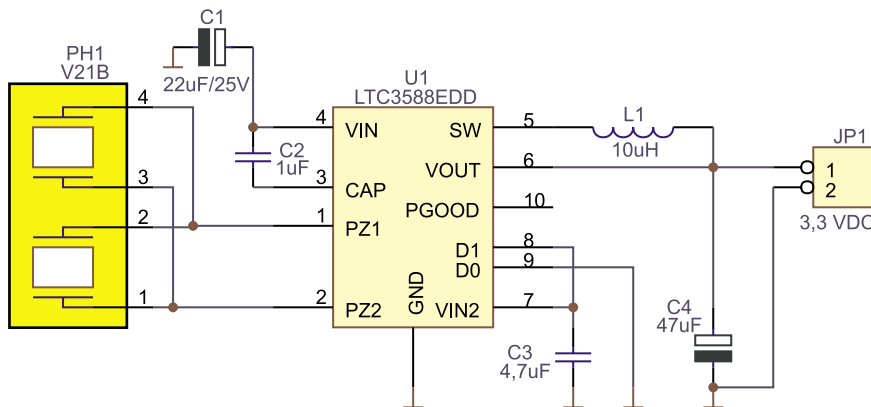 C1
22uF/25V
PH1
V21B
4
3
2
1
U1
LTC3588EDD
4
VIN
C2
1uF
3
CAP
1
PZ1
2
PZ2
GND
SW
5
VOUT
6
PGOOD
10
D1
8
D0
9
VIN2
7
L1
10uH
C3
4,7uF
C4
47uF
JP1
1
2
3,3 VDC